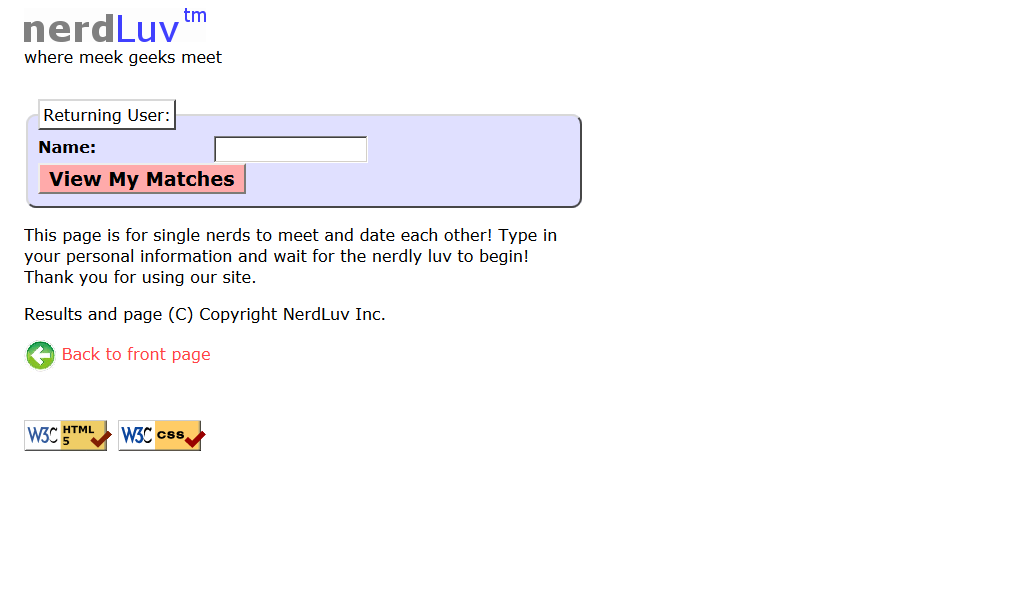 nerdLuv tm
where meek geeks meet
Returning User:
Name:
View My Matches
This page is for single nerds to meet and date each other! Type in
your personal information and wait for the nerdly luv to begin!
Thank you for using our site.
Results and page (C) Copyright NerdLuv Inc.
Back to front page
W3C HTML 5 W3C css